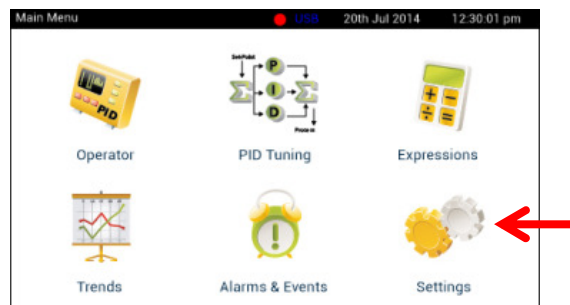 Main Menu USB 20th Jul 2014 12:30:01 pm
SetPoint
P
I
D
PID
Operator PID Tuning Expressions
Trends Alarms & Events Settings